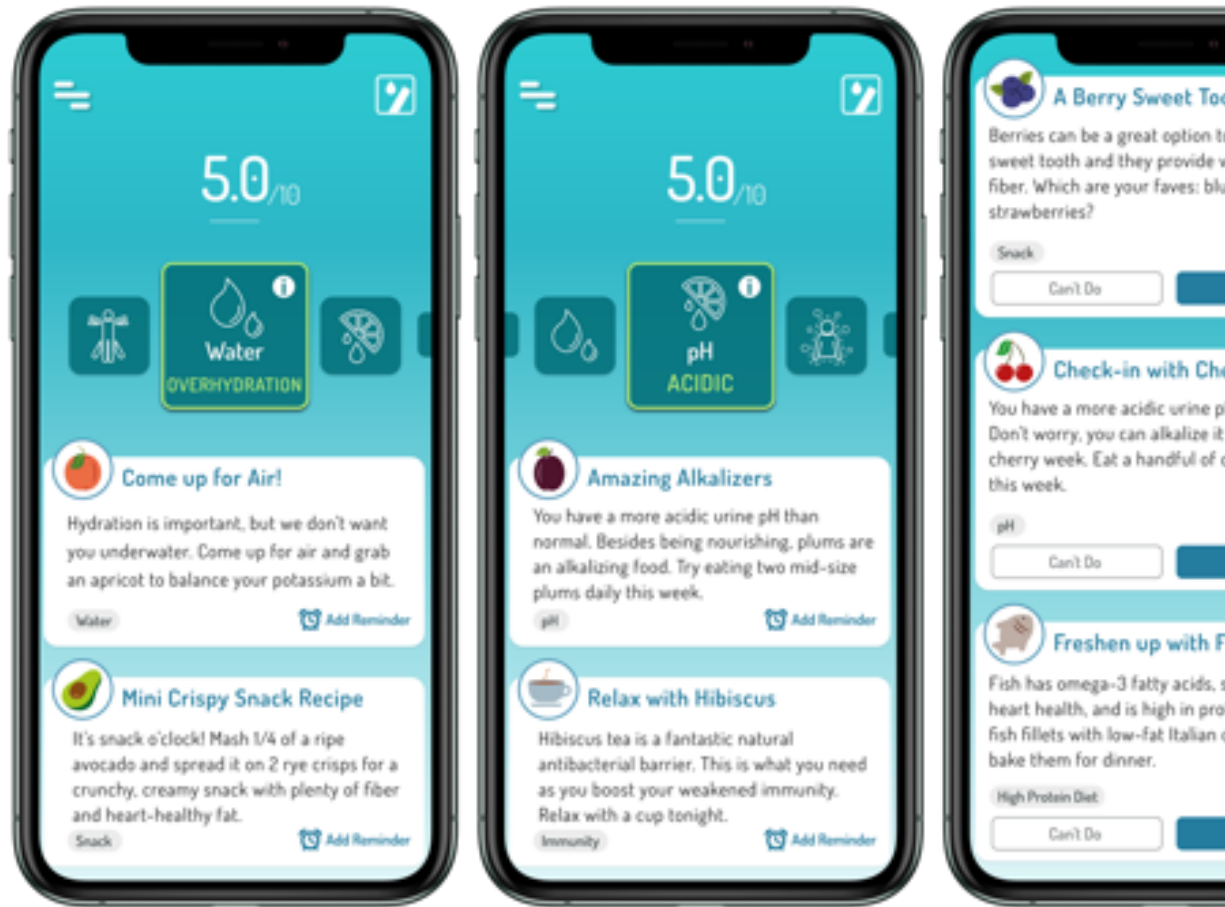 5.0/10
Water
OVERHYDRATION
Come up for Air!
Hydration is important, but we don't want
you underwater. Come up for air and grab
an apricot to balance your potassium a bit.
Water
Add Reminder
Mini Crispy Snack Recipe
It's snack o'clock! Mash 1/4 of a ripe
avocado and spread it on 2 rye crisps for a
crunchy, creamy snack with plenty of fiber
and heart-healthy fat.
Snack
Add Reminder
5.0/10
pH
ACIDIC
Amazing Alkalizers
You have a more acidic urine pH than
normal. Besides being nourishing, plums are
an alkalizing food. Try eating two mid-size
plums daily this week.
pH
Add Reminder
Relax with Hibiscus
Hibiscus tea is a fantastic natural
antibacterial barrier. This is what you need
as you boost your weakened immunity.
Relax with a cup tonight.
Immunity
Add Reminder
A Berry Sweet
Berries can be a great option
sweet tooth and they provide
fiber. Which are your faves:
strawberries?
Snack
Can't Do
Check-in with
You have a more acidic urine
Don't worry, you can alkalize it
cherry week. Eat a handful of
this week.
pH
Can't Do
Freshen up with
Fish has omega-3 fatty acids,
heart health, and is high in
fish fillets with low-fat Italian
bake them for dinner.
High Protein Diet
Can't Do